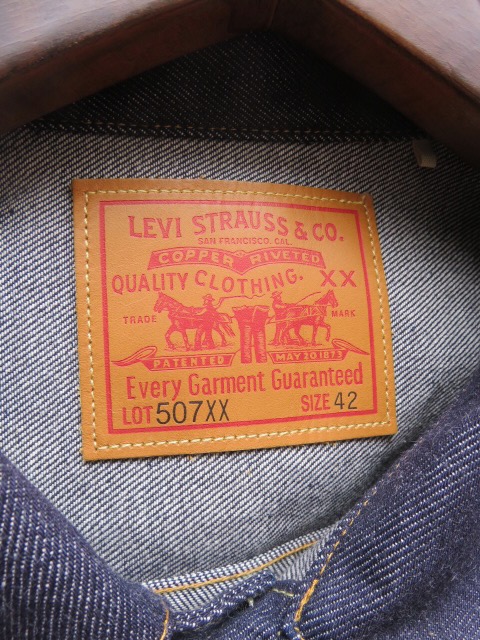 LEVI STRAUSS & CO.
SAN FRANCISCO, CAL.
COPPER RIVETED
QUALITY CLOTHING. XX
TRADE MARK
PATENTED MAY 20 1873
Every Garment Guaranteed
LOT 507XX SIZE 42